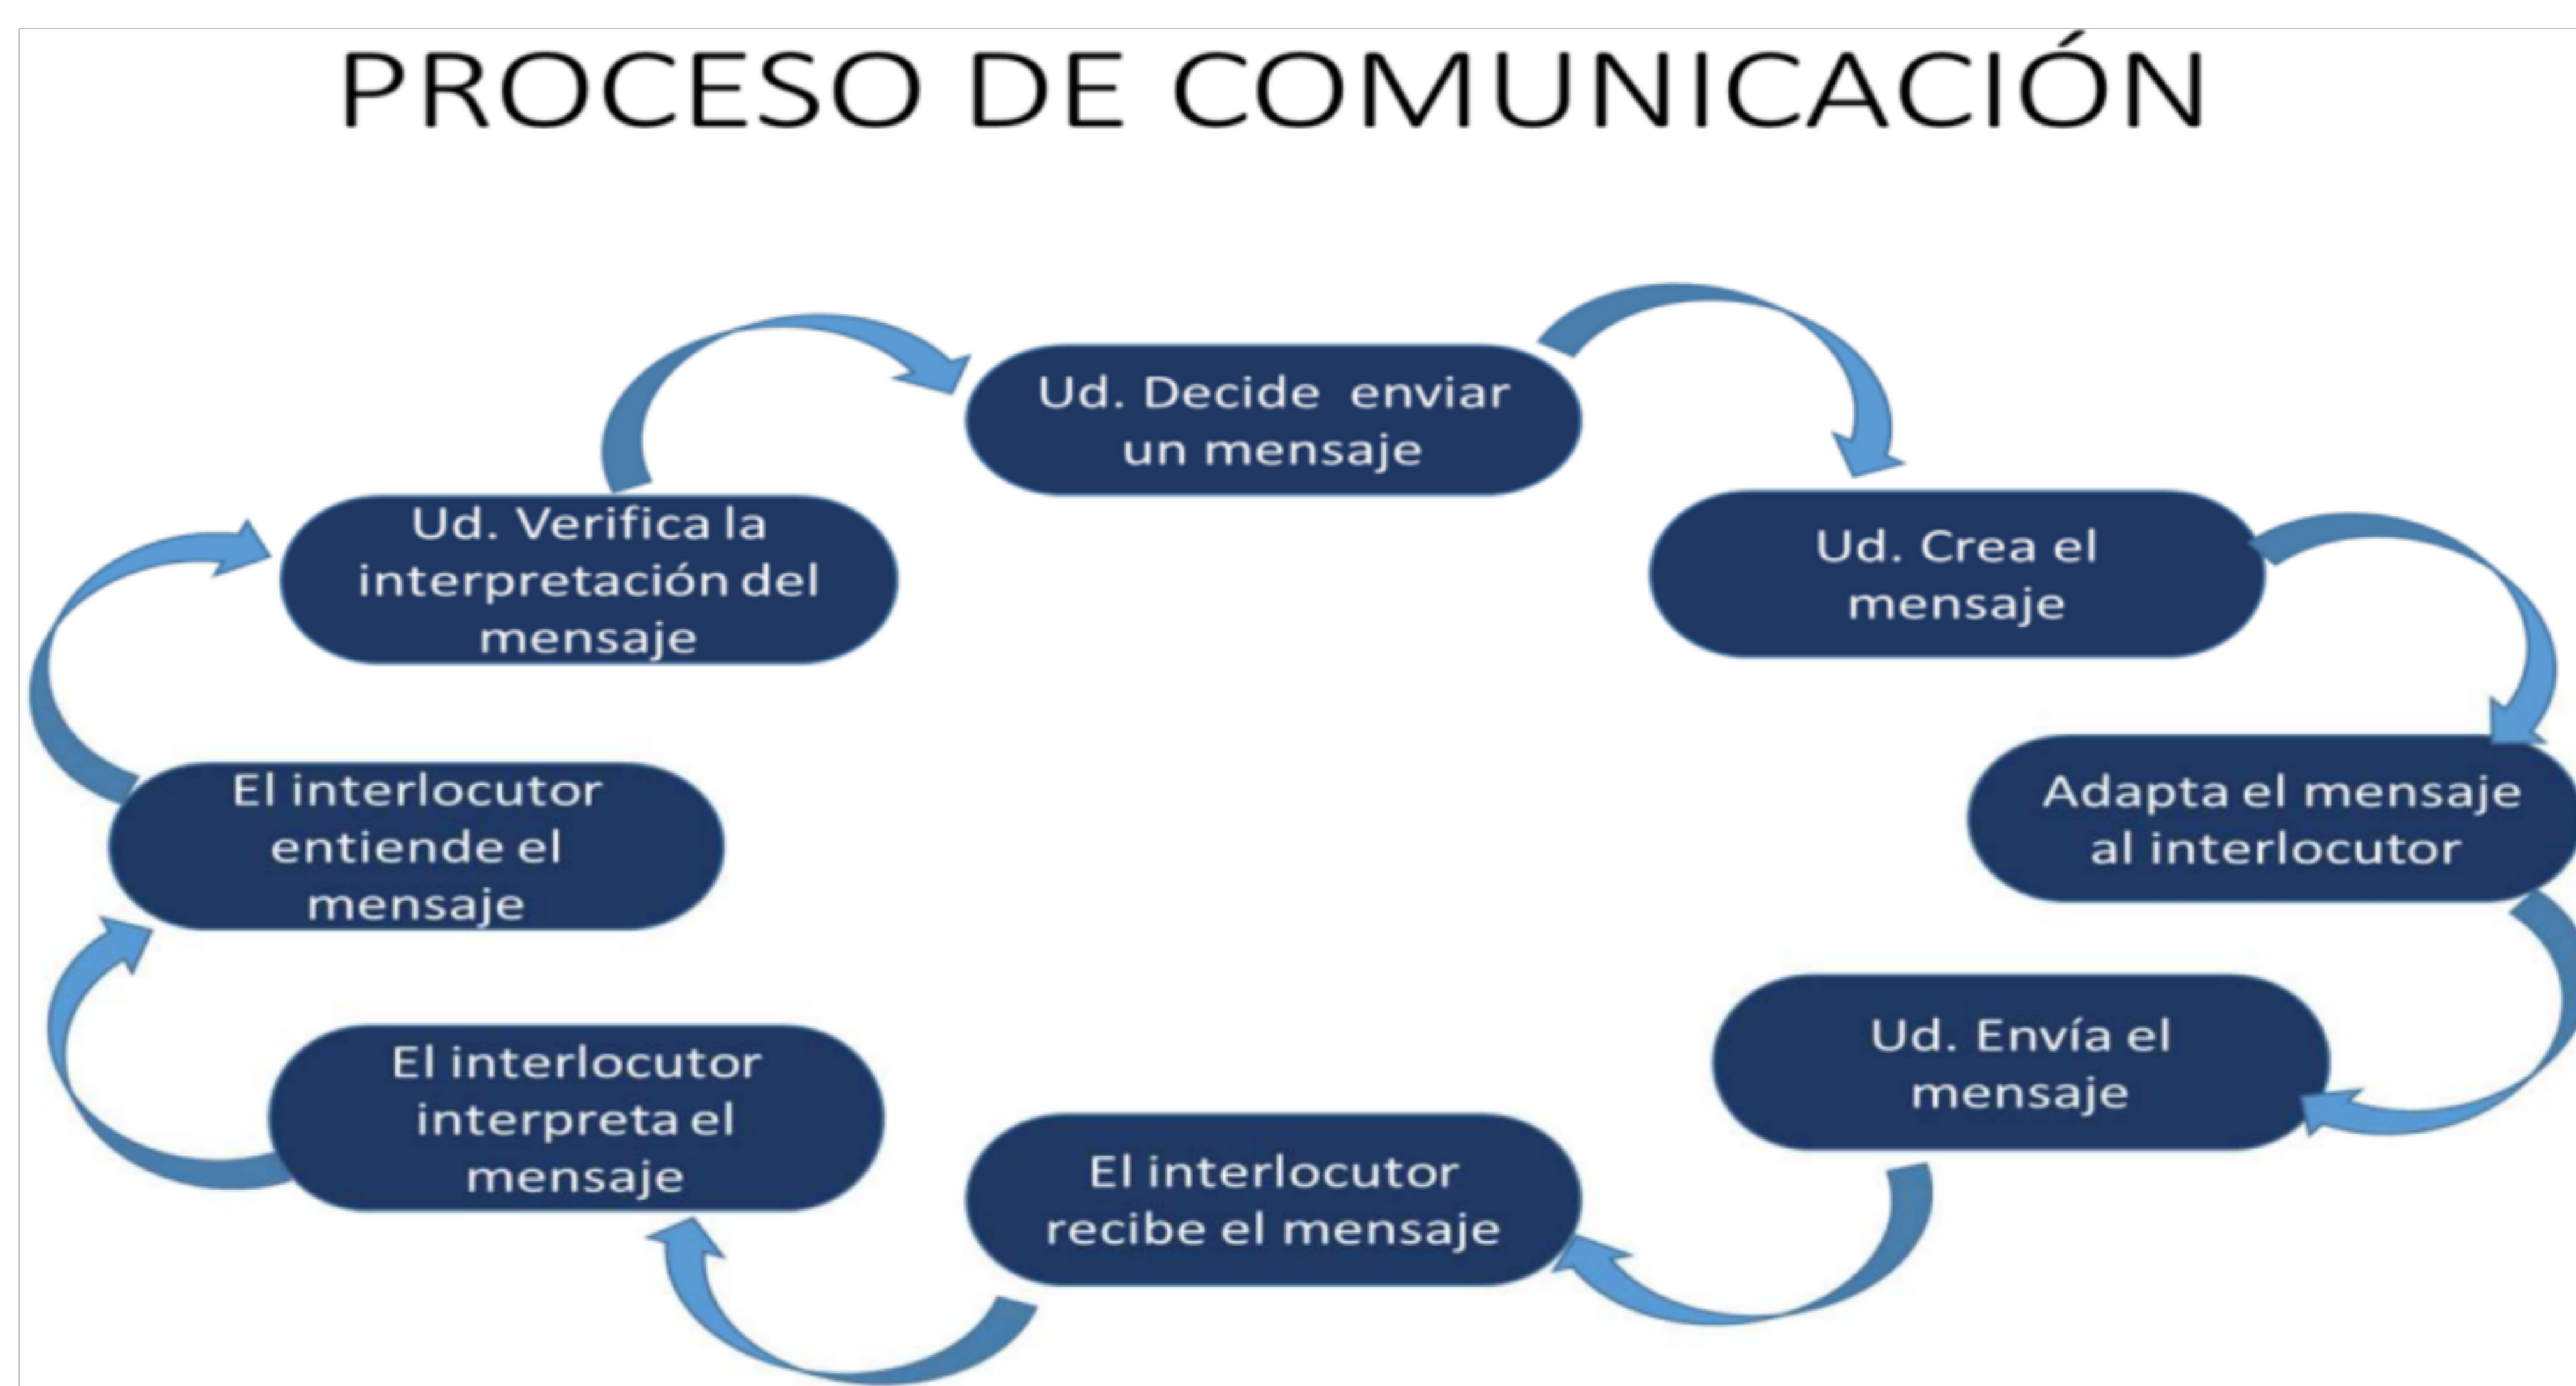 PROCESO DE COMUNICACIÓN
Ud. Decide enviar
un mensaje
Ud. Crea el
mensaje
Adapta el mensaje
al interlocutor
Ud. Envía el
mensaje
El interlocutor
recibe el mensaje
El interlocutor
interpreta el
mensaje
El interlocutor
entiende el
mensaje
Ud. Verifica la
interpretación del
mensaje